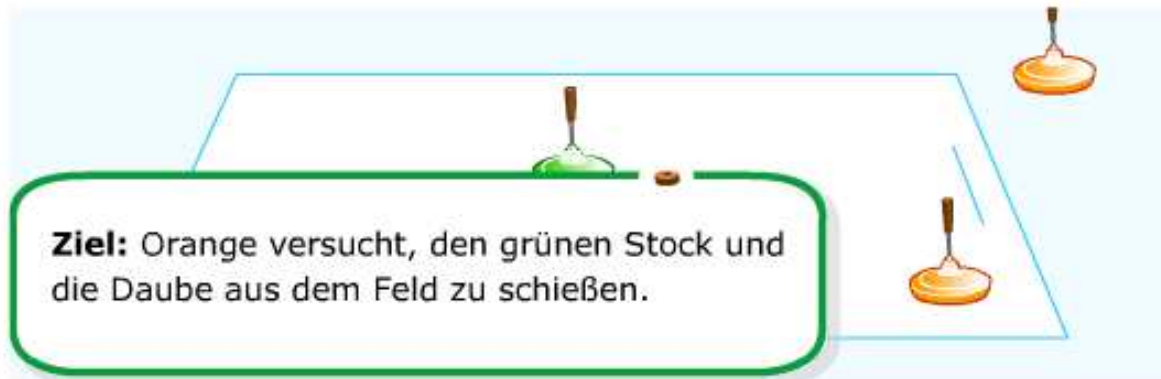 Ziel: Orange versucht, den grünen Stock und
die Daube aus dem Feld zu schießen.